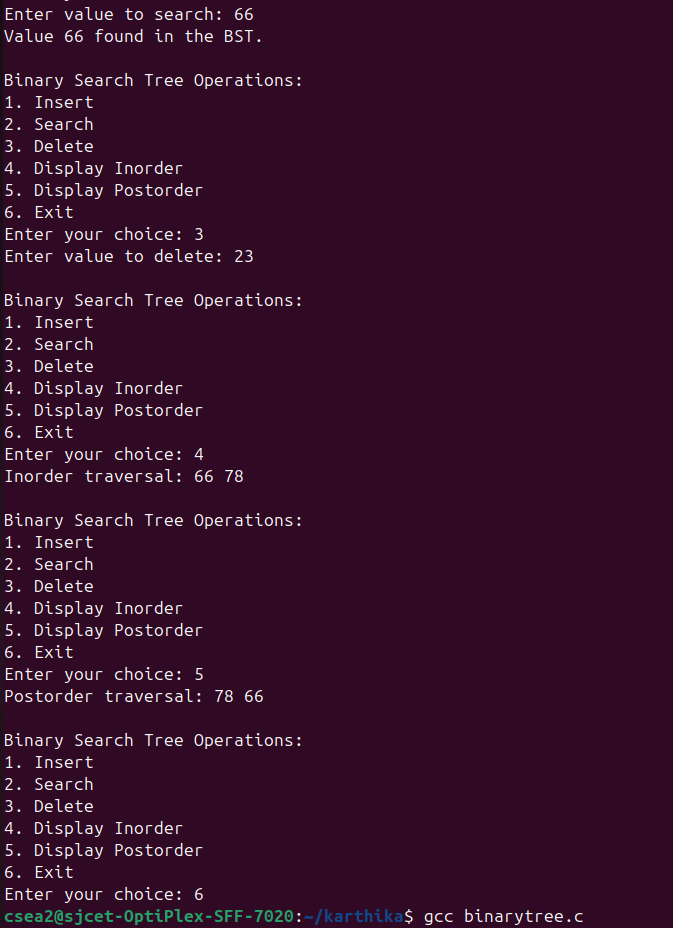 Enter value to search: 66
Value 66 found in the BST.
Binary Search Tree Operations:
1. Insert
2. Search
3. Delete
4. Display Inorder
5. Display Postorder
6. Exit
Enter your choice: 3
Enter value to delete: 23
Binary Search Tree Operations:
1. Insert
2. Search
3. Delete
4. Display Inorder
5. Display Postorder
6. Exit
Enter your choice: 4
Inorder traversal: 66 78
Binary Search Tree Operations:
1. Insert
2. Search
3. Delete
4. Display Inorder
5. Display Postorder
6. Exit
Enter your choice: 5
Postorder traversal: 78 66
Binary Search Tree Operations:
1. Insert
2. Search
3. Delete
4. Display Inorder
5. Display Postorder
6. Exit
Enter your choice: 6
csea2@sjcet-OptiPlex-SFF-7020:~/karthika$ gcc binarytree.c